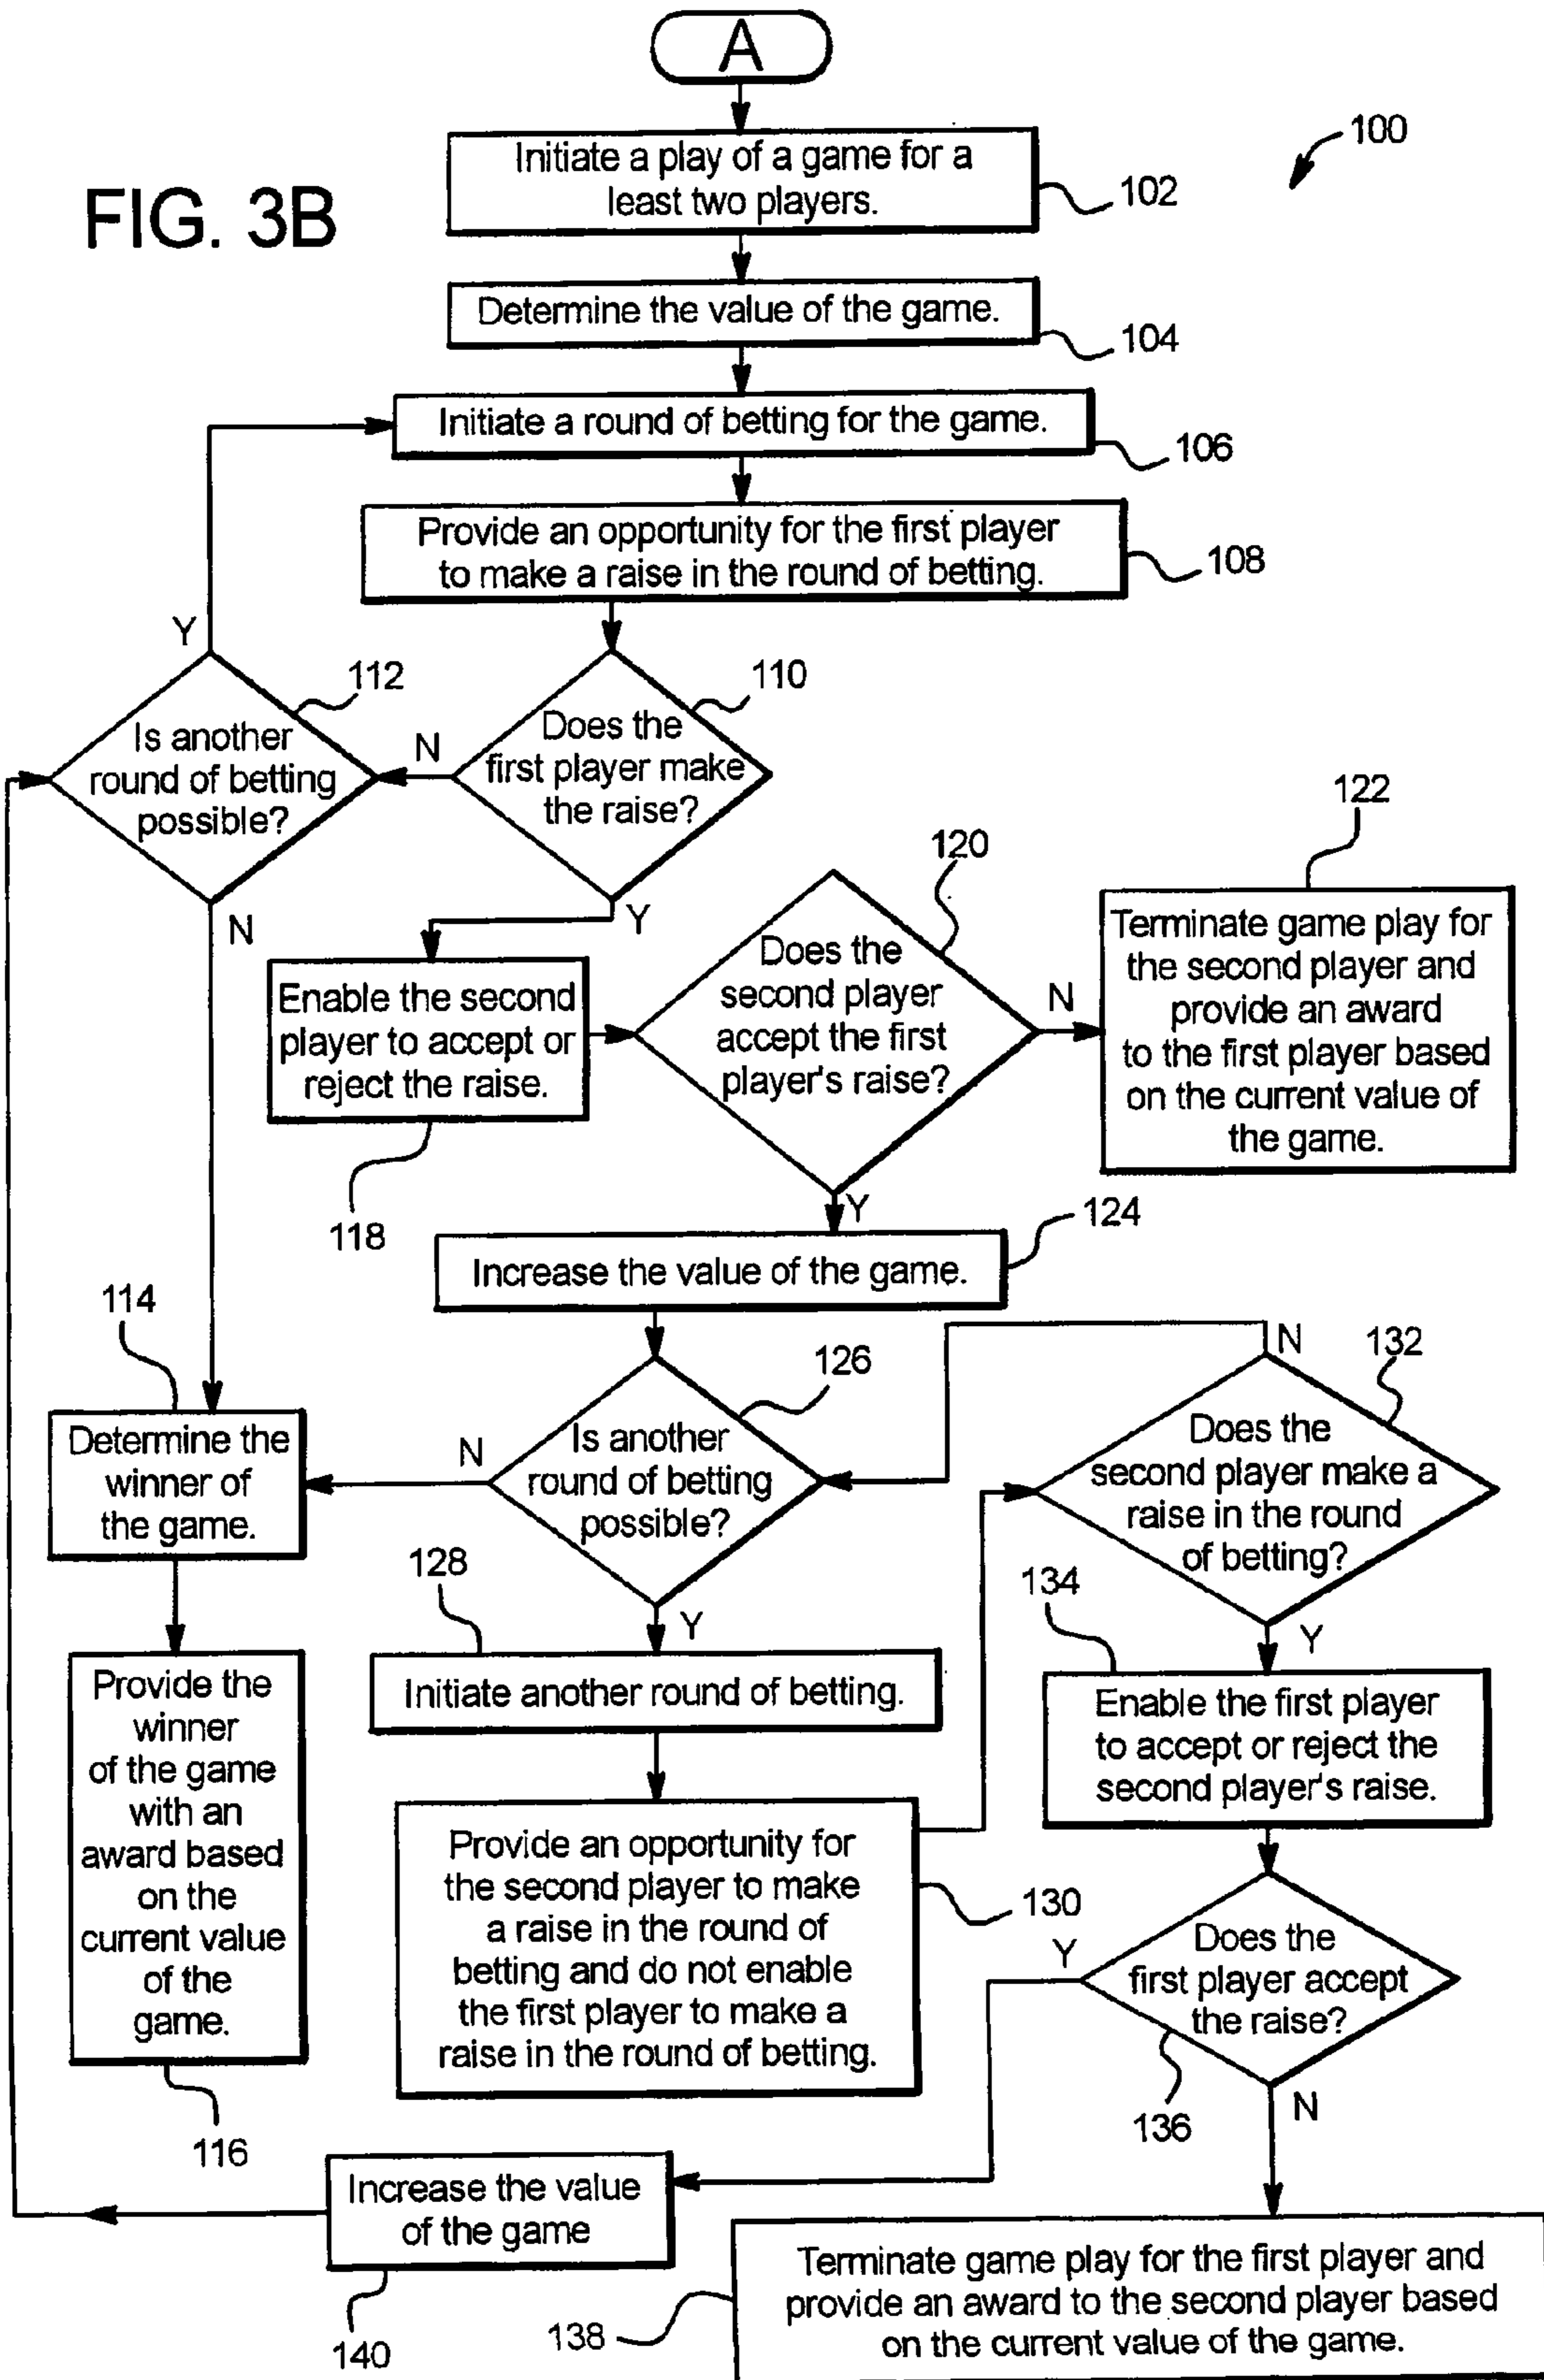 A
100
Initiate a play of a game for a
least two players.
102
FIG. 3B
Determine the value of the game.
104
Initiate a round of betting for the game.
106
Provide an opportunity for the first player
to make a raise in the round of betting.
108
Y
112
110
Is another
round of betting
possible?
N
Does the
first player make
the raise?
N
Y
122
120
Enable the second
player to accept or
reject the raise.
118
Does the
second player
accept the first
player's raise?
N
Terminate game play for
the second player and
provide an award
to the first player based
on the current value of
the game.
Y
124
Increase the value of the game.
114
N
132
126
Determine the
winner of
the game.
N
Is another
round of betting
possible?
Does the
second player make a
raise in the round
of betting?
128
Y
134
Y
Provide the
winner
of the game
with an
award based
on the
current value
of the
game.
116
Initiate another round of betting.
Enable the first player
to accept or reject the
second player's raise.
Provide an opportunity for
the second player to make
a raise in the round of
betting and do not enable
the first player to make a
raise in the round of betting.
130
Y
Does the
first player accept
the raise?
136
N
Increase the value
of the game
140
138
Terminate game play for the first player and
provide an award to the second player based
on the current value of the game.